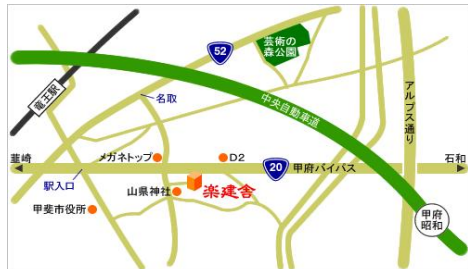 52
芸術の
森公園
竜王駅
名取
中央自動車道
アルプス通り
韮崎
メガネトップ
D2
20
甲府バイパス
石和
駅入口
山県神社
楽建舎
甲斐市役所
甲府
昭和